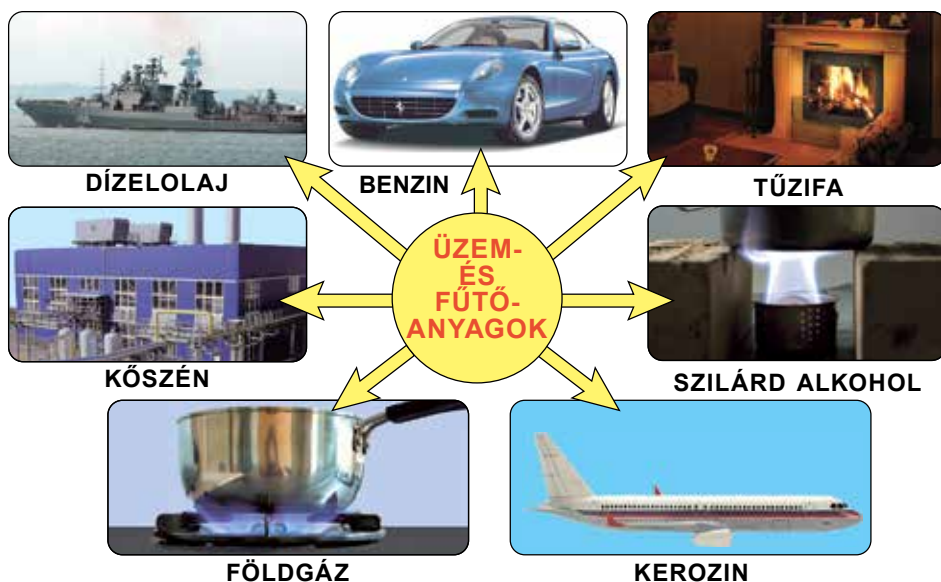 DÍZELOLAJ
BENZIN
TŰZIFA
ÜZEM-
ÉS
FŰTŐ-
ANYAGOK
KŐSZÉN
SZILÁRD ALKOHOL
FÖLDGÁZ
KEROZIN